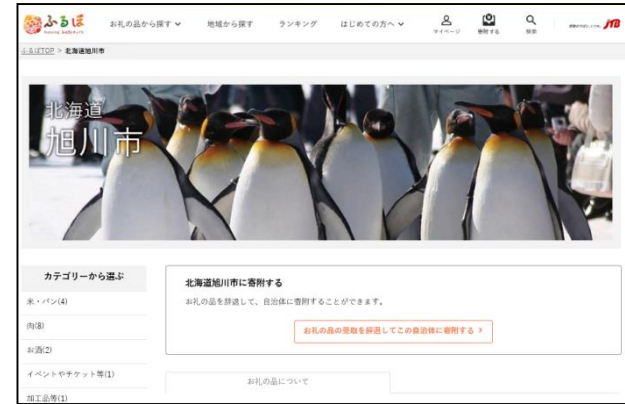 ふるぽ
お礼の品から探す
地域から探す
ランキング
はじめての方へ
マイページ
寄附する
検索
JTB
ふるぽTOP > 北海道旭川市
北海道
旭川市
カテゴリーから選ぶ
米・パン(4)
肉(8)
お酒(2)
イベントやチケット等(1)
加工品等(1)
北海道旭川市に寄附する
お礼の品を辞退して、自治体に寄附することができます。
お礼の品の受取を辞退してこの自治体に寄附する >
お礼の品について